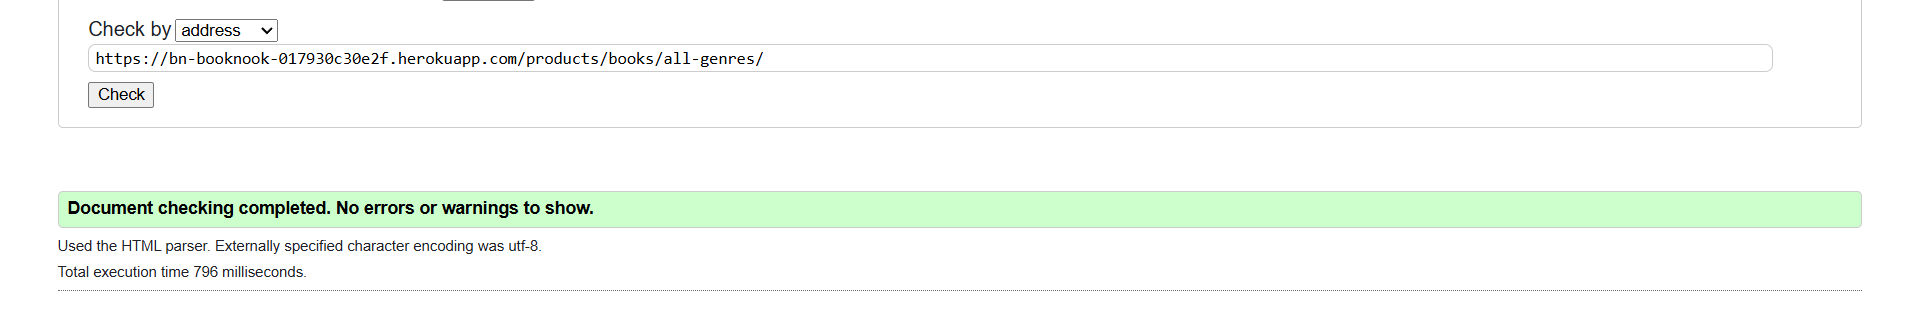 Check by address
https://bn-booknook-017930c30e2f.herokuapp.com/products/books/all-genres/
Check
Document checking completed. No errors or warnings to show.
Used the HTML parser. Externally specified character encoding was utf-8.
Total execution time 796 milliseconds.